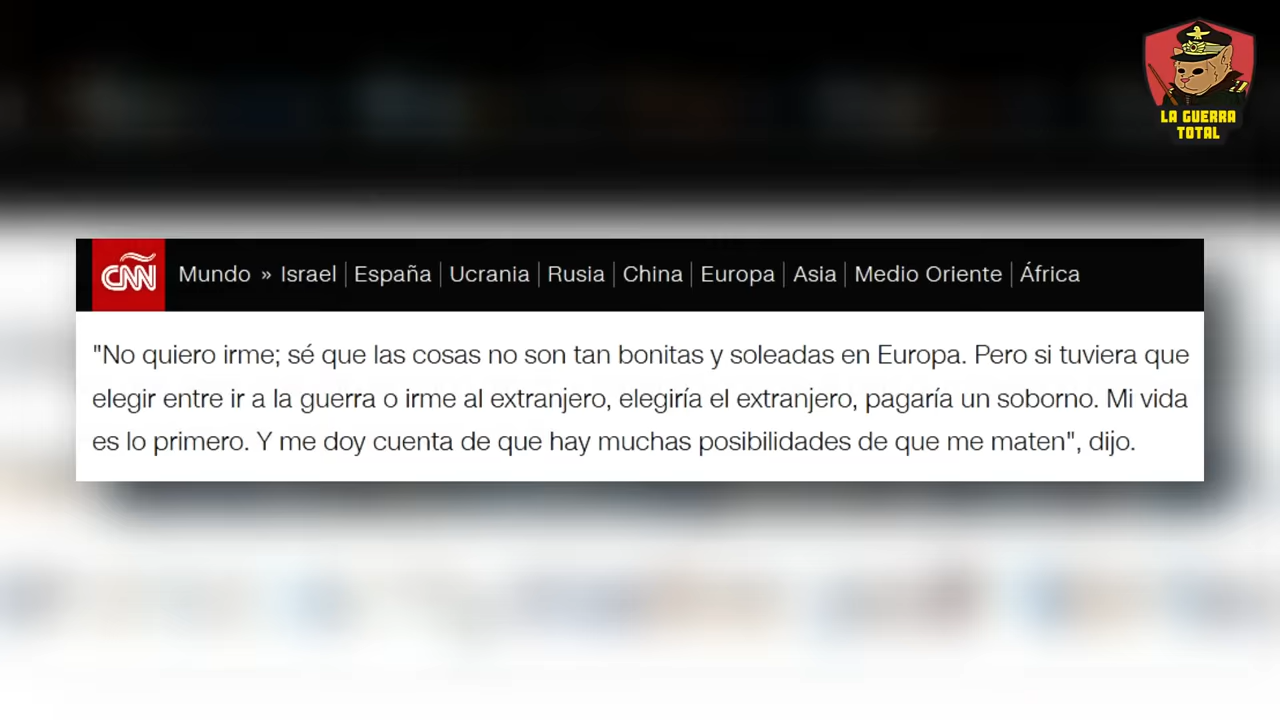 LA GUERRA
TOTAL
CNN Mundo » Israel | España | Ucrania | Rusia | China | Europa | Asia | Medio Oriente | África
"No quiero irme; sé que las cosas no son tan bonitas y soleadas en Europa. Pero si tuviera que
elegir entre ir a la guerra o irme al extranjero, elegiría el extranjero, pagaría un soborno. Mi vida
es lo primero. Y me doy cuenta de que hay muchas posibilidades de que me maten", dijo.